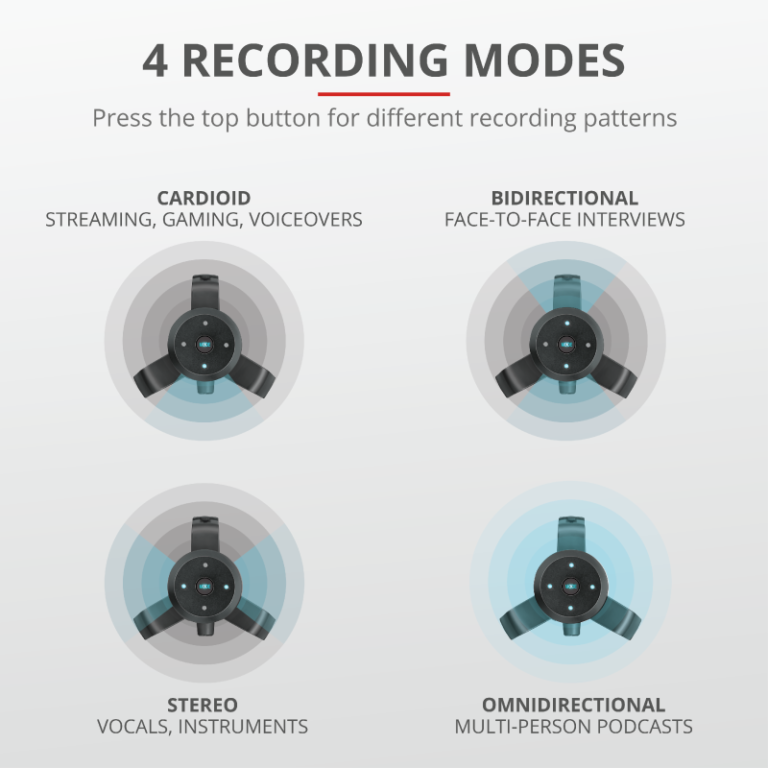 4 RECORDING MODES
Press the top button for different recording patterns
CARDIOID
STREAMING, GAMING, VOICEOVERS
BIDIRECTIONAL
FACE-TO-FACE INTERVIEWS
STEREO
VOCALS, INSTRUMENTS
OMNIDIRECTIONAL
MULTI-PERSON PODCASTS